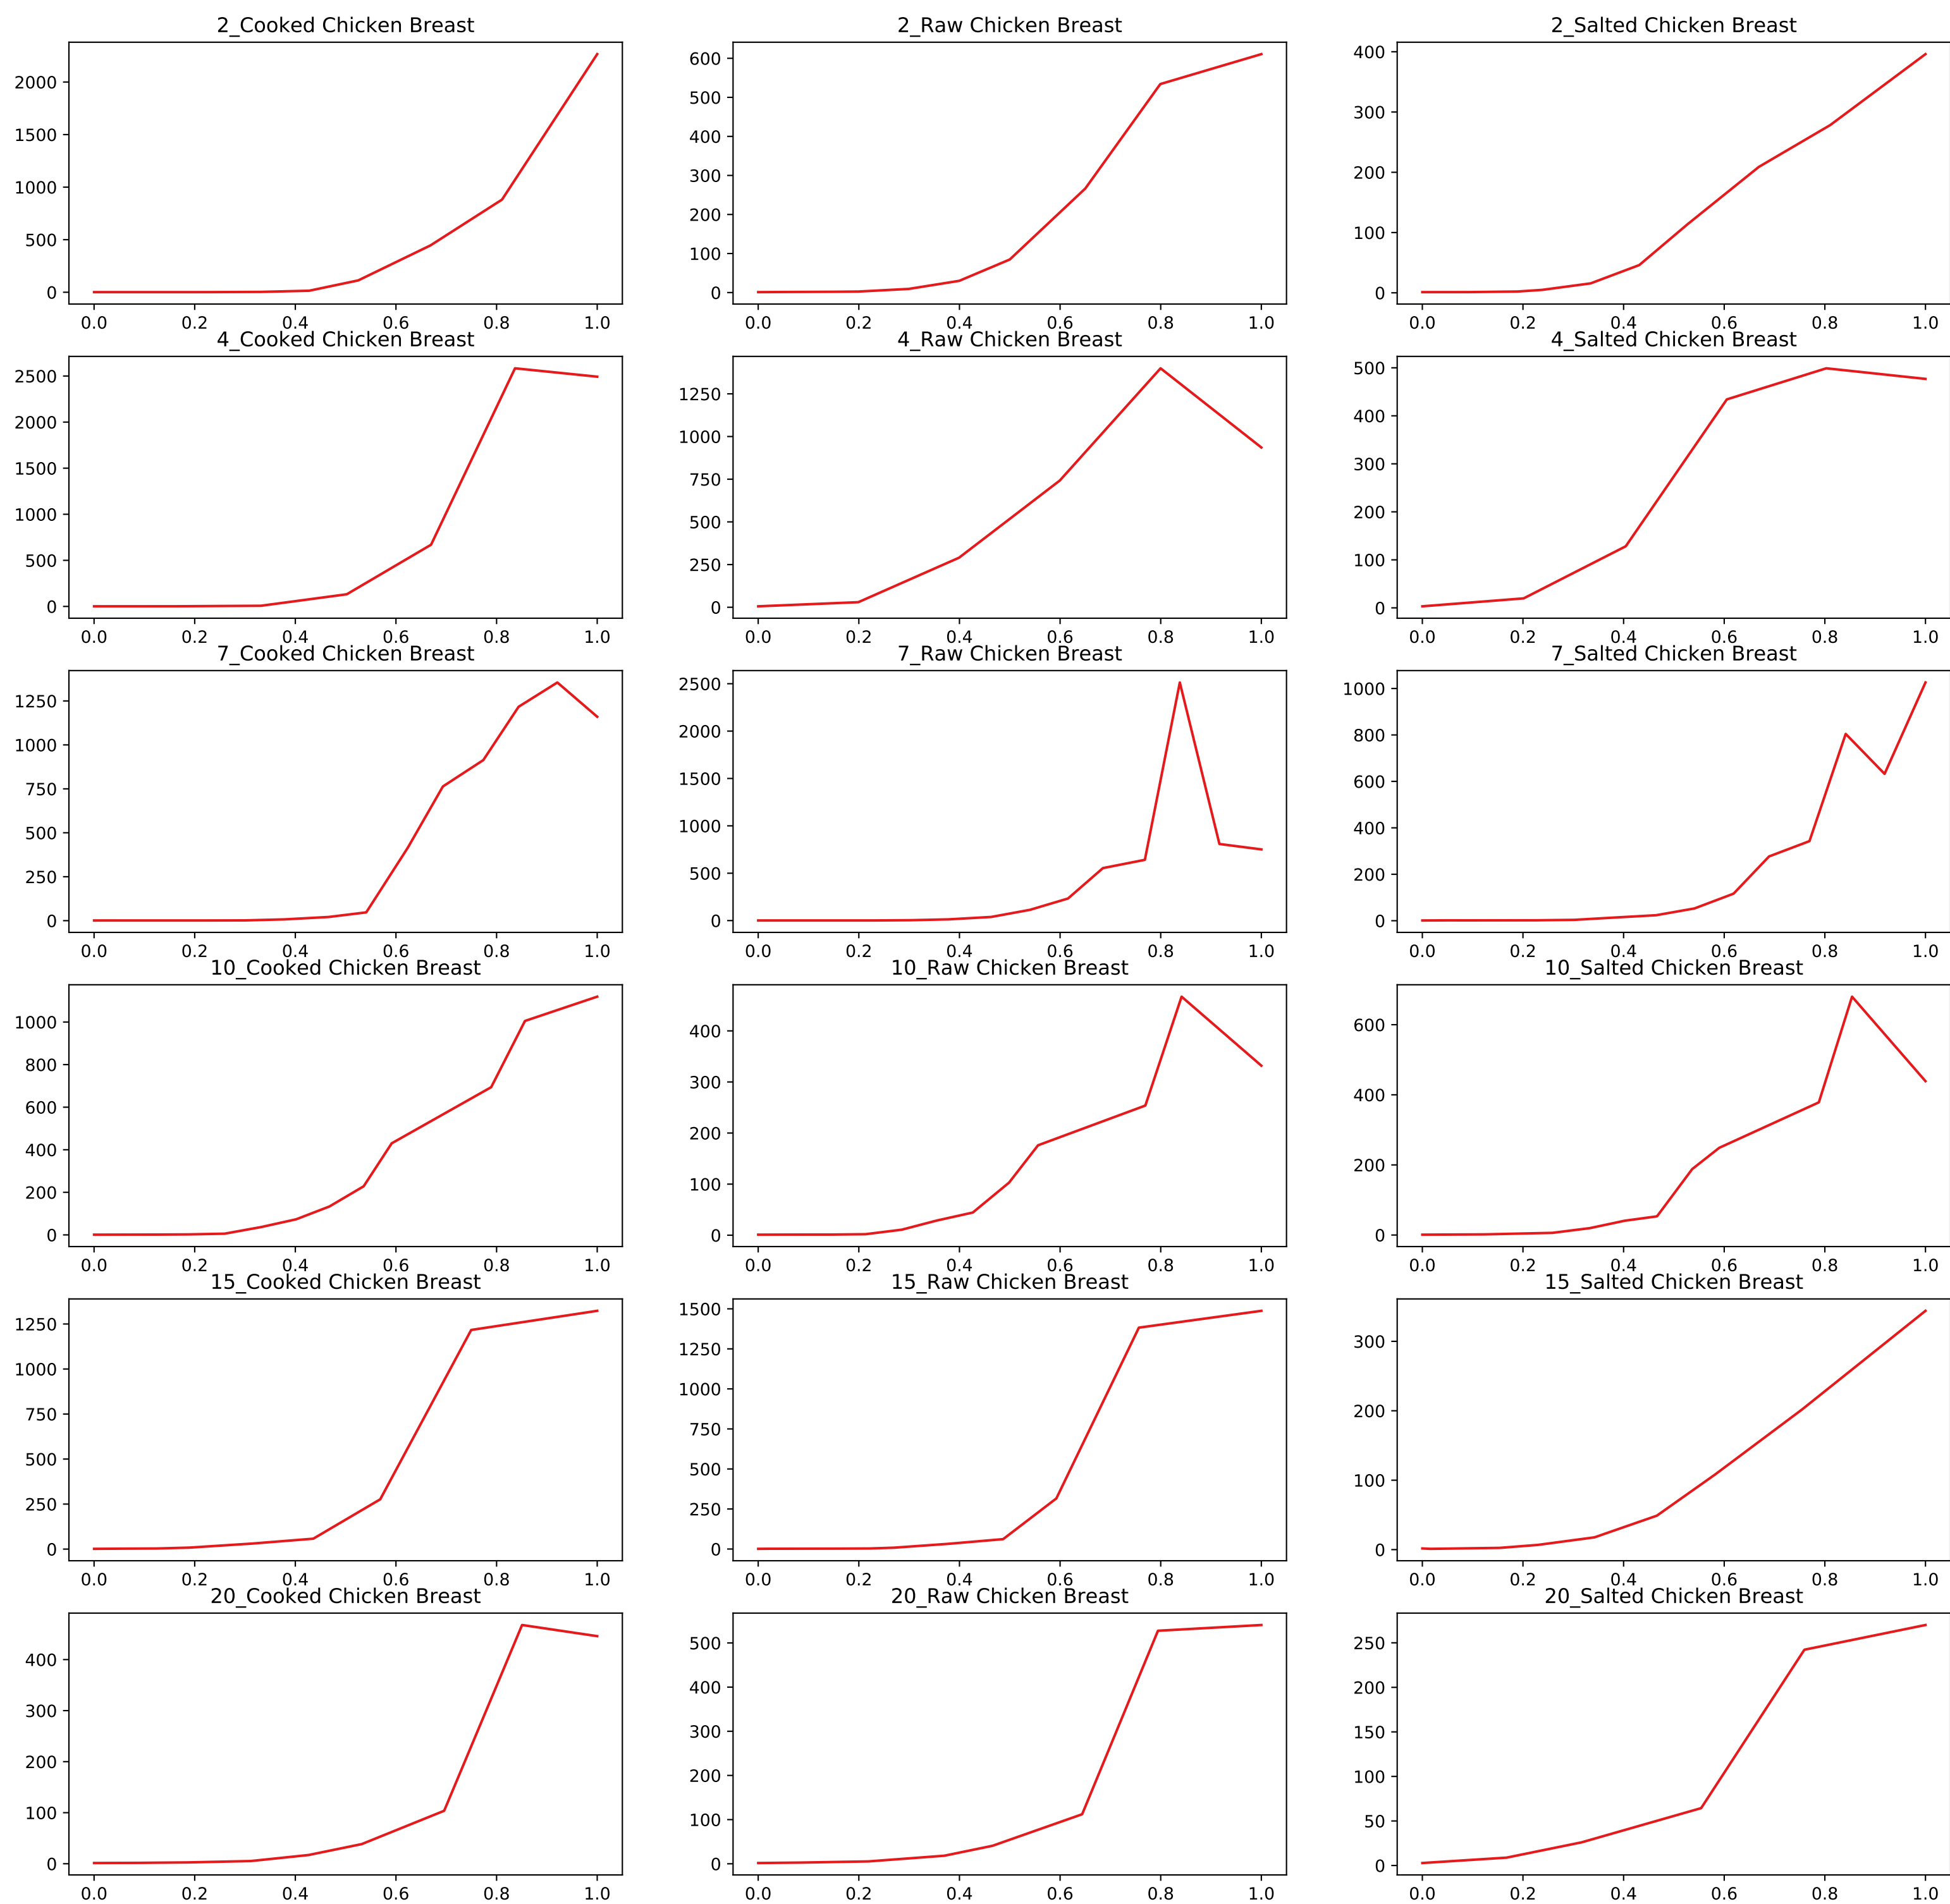 2_Cooked Chicken Breast 2_Raw Chicken Breast 2_Salted Chicken Breast
2000 600 400
1500 500 300
1000 400 200
500 300 100
0 200 0
100
0
0.0 0.2 0.4 0.6 0.8 1.0 0.0 0.2 0.4 0.6 0.8 1.0 0.0 0.2 0.4 0.6 0.8 1.0
4_Cooked Chicken Breast 4_Raw Chicken Breast 4_Salted Chicken Breast
2500 1250 500
2000 1000 400
1500 750 300
1000 500 200
500 250 100
0 0 0
0.0 0.2 0.4 0.6 0.8 1.0 0.0 0.2 0.4 0.6 0.8 1.0 0.0 0.2 0.4 0.6 0.8 1.0
7_Cooked Chicken Breast 7_Raw Chicken Breast 7_Salted Chicken Breast
1250 2500 1000
1000 2000 800
750 1500 600
500 1000 400
250 500 200
0 0 0
0.0 0.2 0.4 0.6 0.8 1.0 0.0 0.2 0.4 0.6 0.8 1.0 0.0 0.2 0.4 0.6 0.8 1.0
10_Cooked Chicken Breast 10_Raw Chicken Breast 10_Salted Chicken Breast
1000 400 600
800 300 400
600 200 200
400 100 0
200 0
0
0.0 0.2 0.4 0.6 0.8 1.0 0.0 0.2 0.4 0.6 0.8 1.0 0.0 0.2 0.4 0.6 0.8 1.0
15_Cooked Chicken Breast 15_Raw Chicken Breast 15_Salted Chicken Breast
1250 1500 300
1000 1250 200
750 1000 100
500 750 0
250 500
0 250
0
0.0 0.2 0.4 0.6 0.8 1.0 0.0 0.2 0.4 0.6 0.8 1.0 0.0 0.2 0.4 0.6 0.8 1.0
20_Cooked Chicken Breast 20_Raw Chicken Breast 20_Salted Chicken Breast
400 500 250
300 400 200
200 300 150
100 200 100
0 100 50
0 0
0.0 0.2 0.4 0.6 0.8 1.0 0.0 0.2 0.4 0.6 0.8 1.0 0.0 0.2 0.4 0.6 0.8 1.0